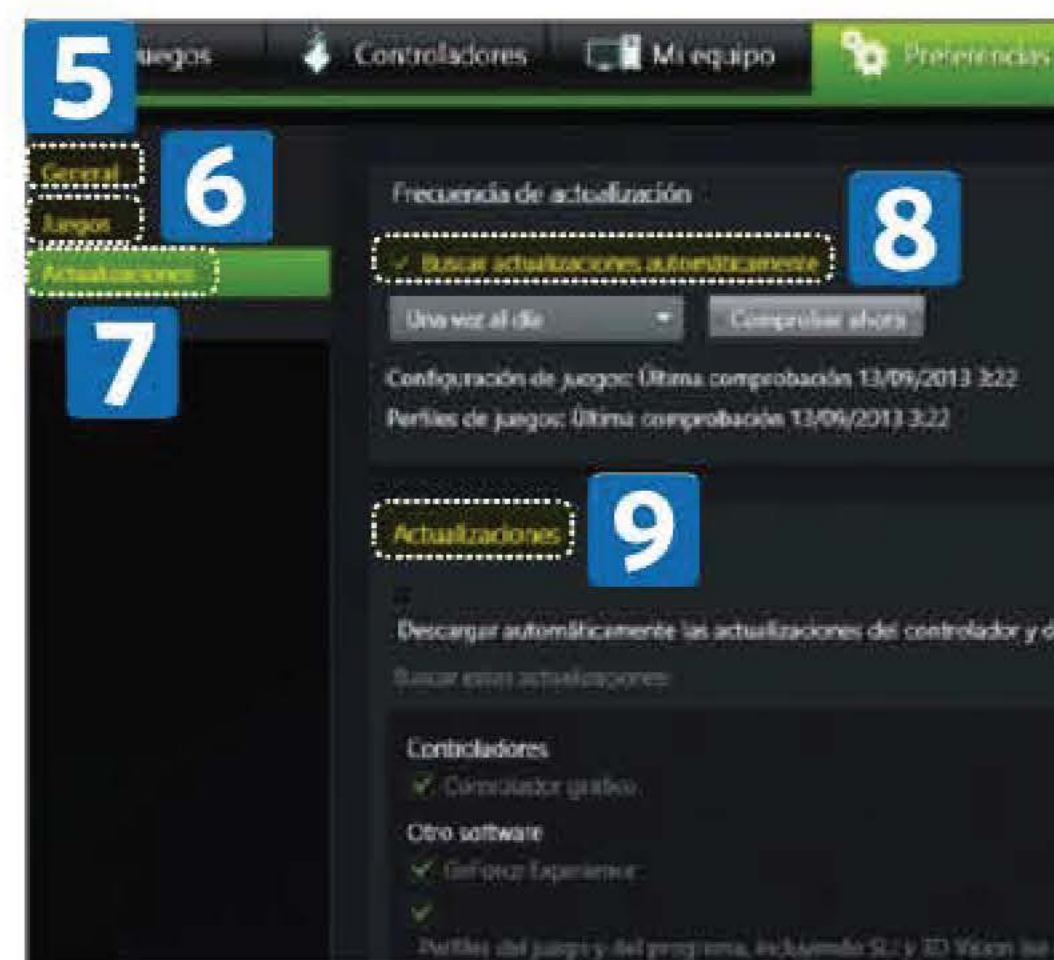 5
uegos
Controladores
Mi equipo
Preferencias
General
6
Juegos
Actualizaciones
7
Frecuencia de actualización
8
Buscar actualizaciones automáticamente
Una vez al día
Comprobar ahora
Configuración de juegos: Última comprobación 13/09/2013 3:22
Perfiles de juegos: Última comprobación 13/09/2013 3:22
Actualizaciones
9
Descargar automáticamente las actualizaciones del controlador y d
Buscar estas actualizaciones:
Controladores
Controlador gráfico
Otro software
GeForce Experience
Perfiles del juego y del programa, incluyendo SLI y 3D Vision